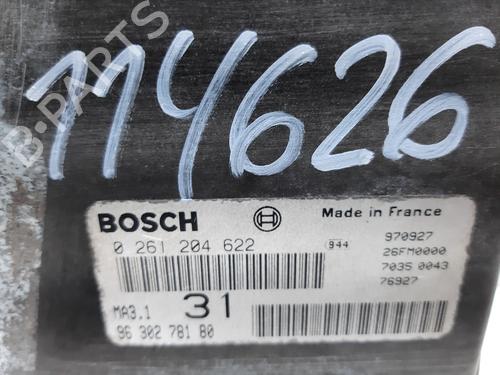 114626
B-PARTS
BOSCH
Made in France
0 261 204 622
944
970927
26FM0000
7035 0043
76927
MA3.1
31
96 302 781 80